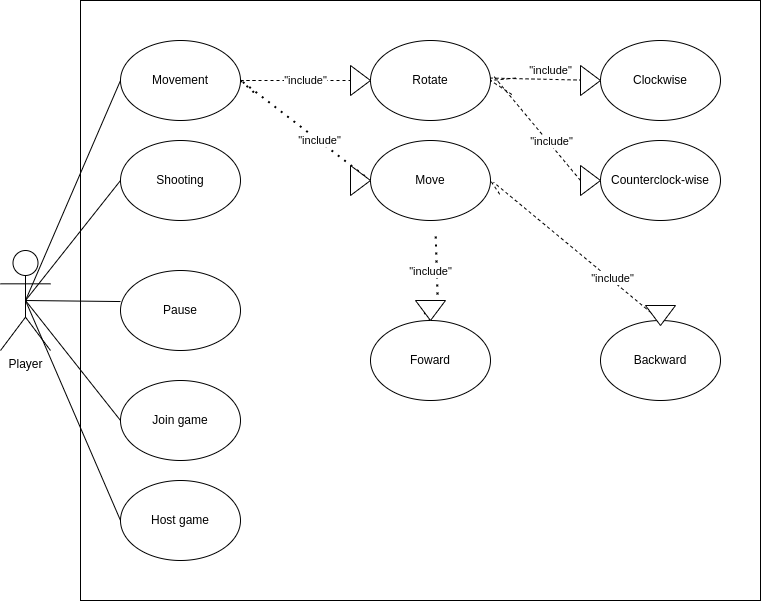 Movement
"include"
Rotate
"include"
Clockwise
"include"
"include"
Shooting
Move
Counterclock-wise
"include"
"include"
Pause
Player
Foward
Backward
Join game
Host game